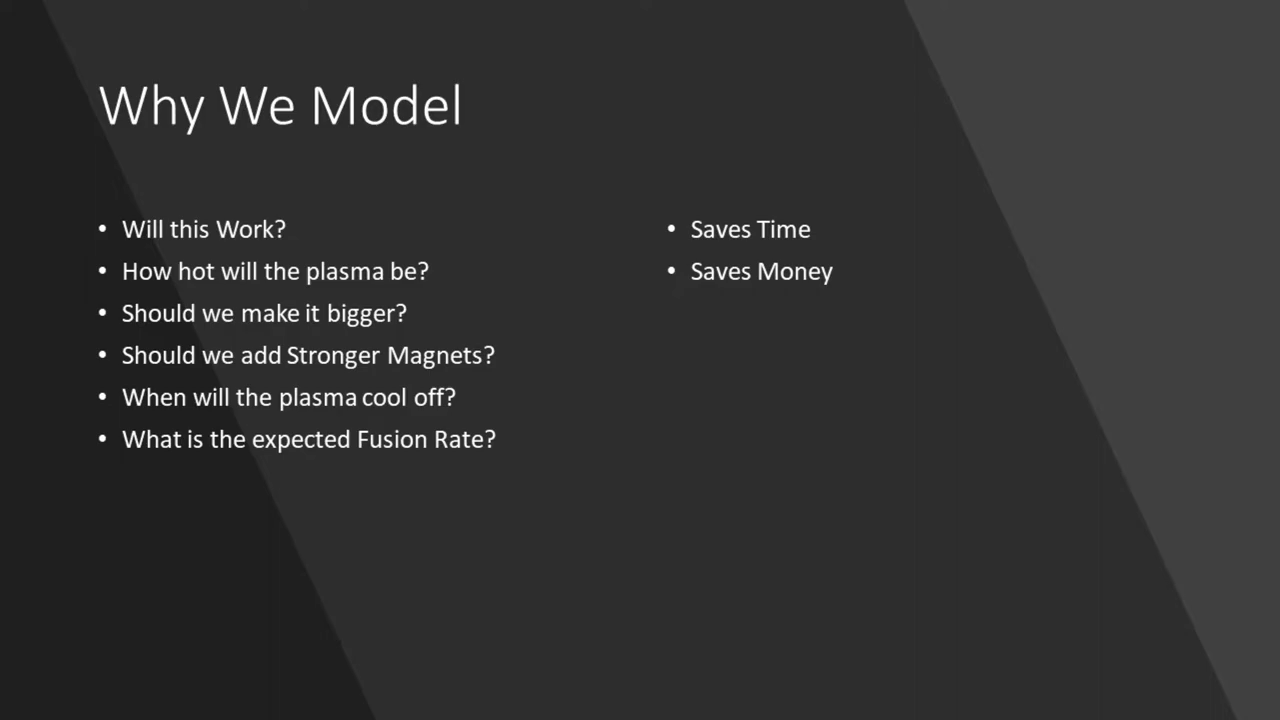 Why We Model
• Will this Work?
• How hot will the plasma be?
• Should we make it bigger?
• Should we add Stronger Magnets?
• When will the plasma cool off?
• What is the expected Fusion Rate?
• Saves Time
• Saves Money